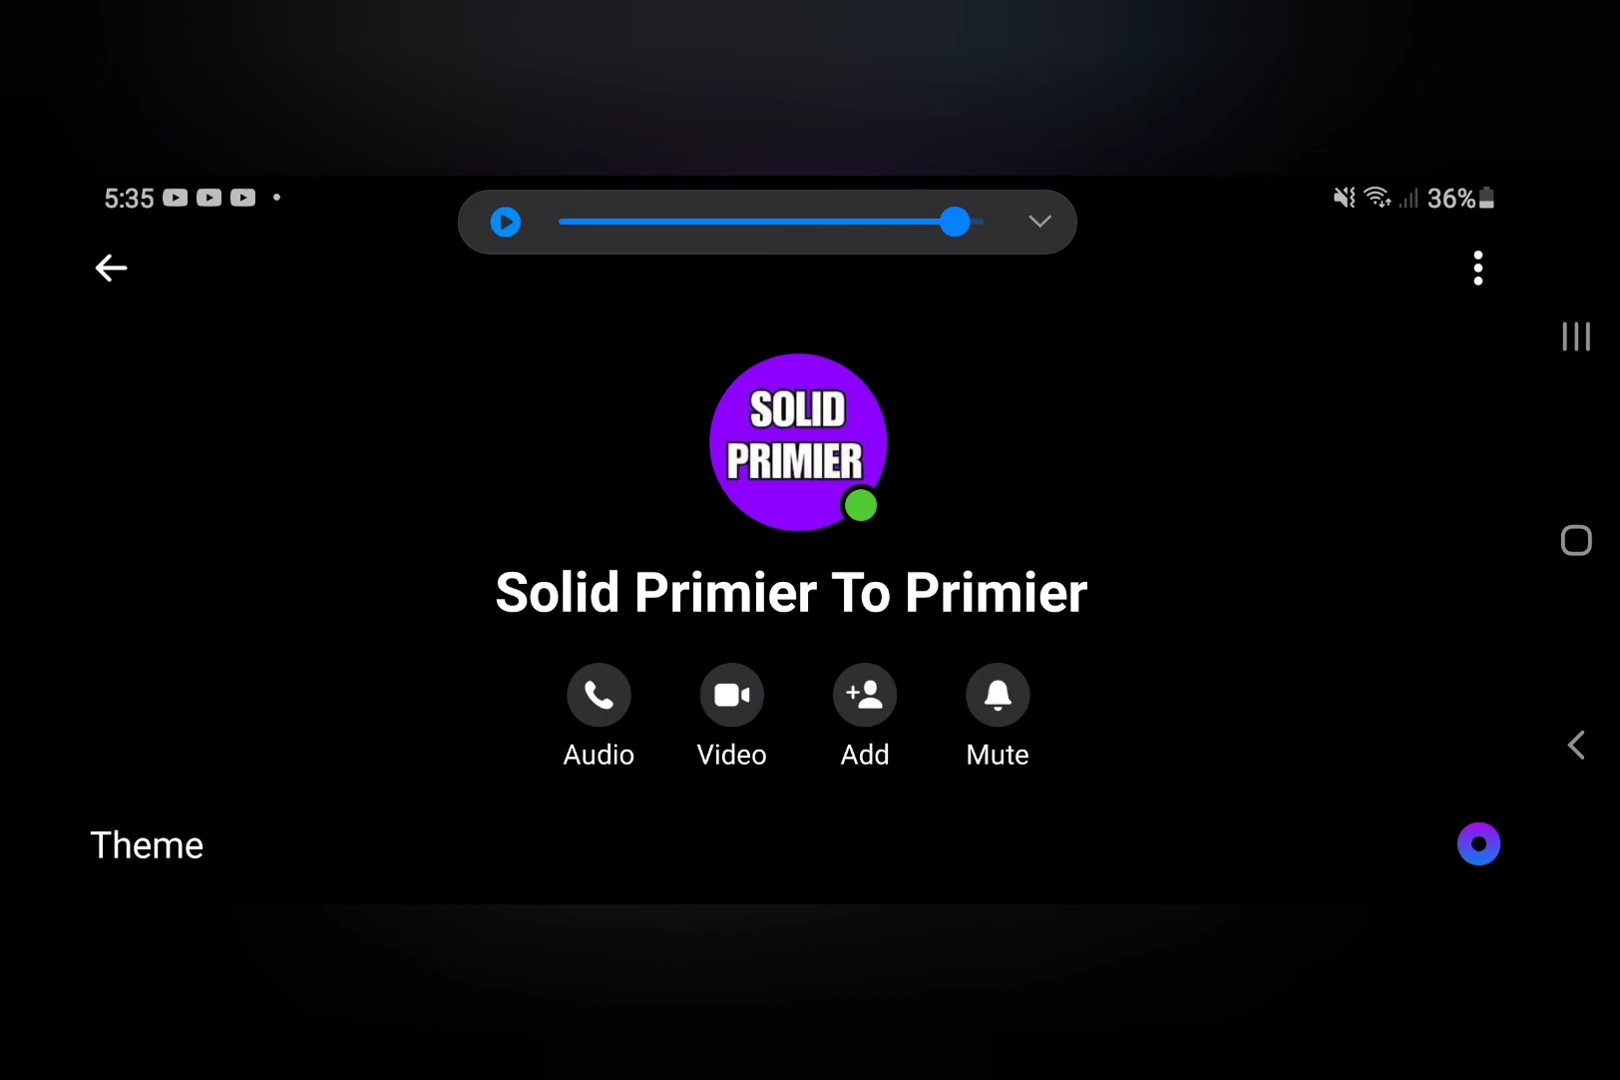 5:35
36%
SOLID
PRIMIER
Solid Primier To Primier
Audio Video Add Mute
Theme